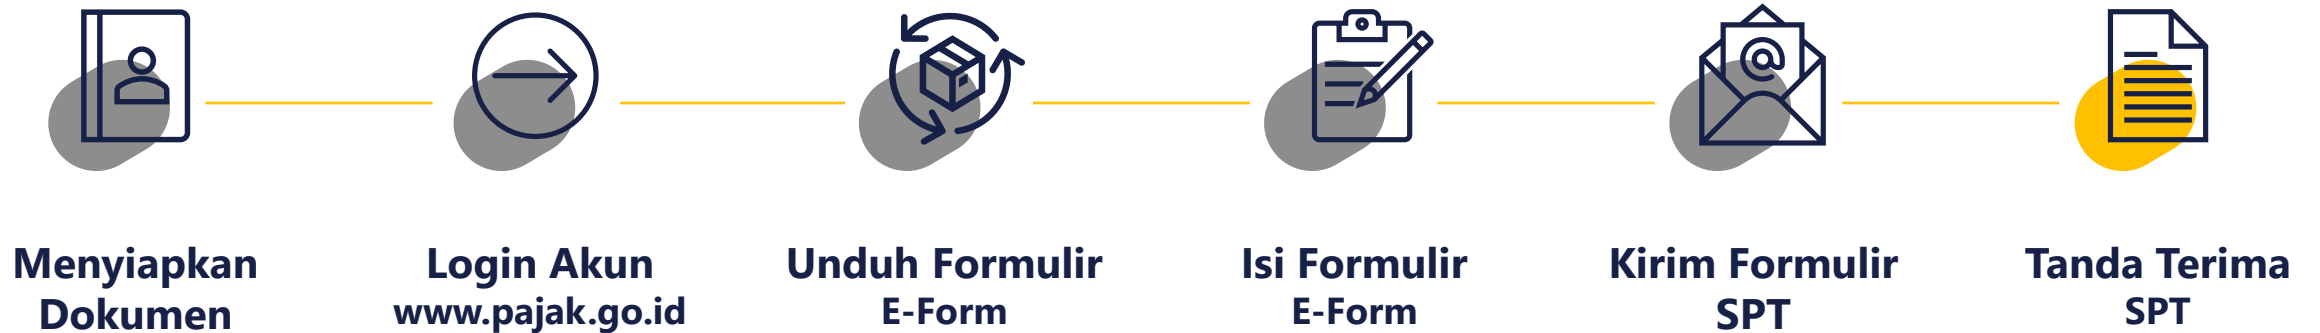 Menyiapkan
Dokumen
Login Akun
www.pajak.go.id
Unduh Formulir
E-Form
Isi Formulir
E-Form
Kirim Formulir
SPT
Tanda Terima
SPT